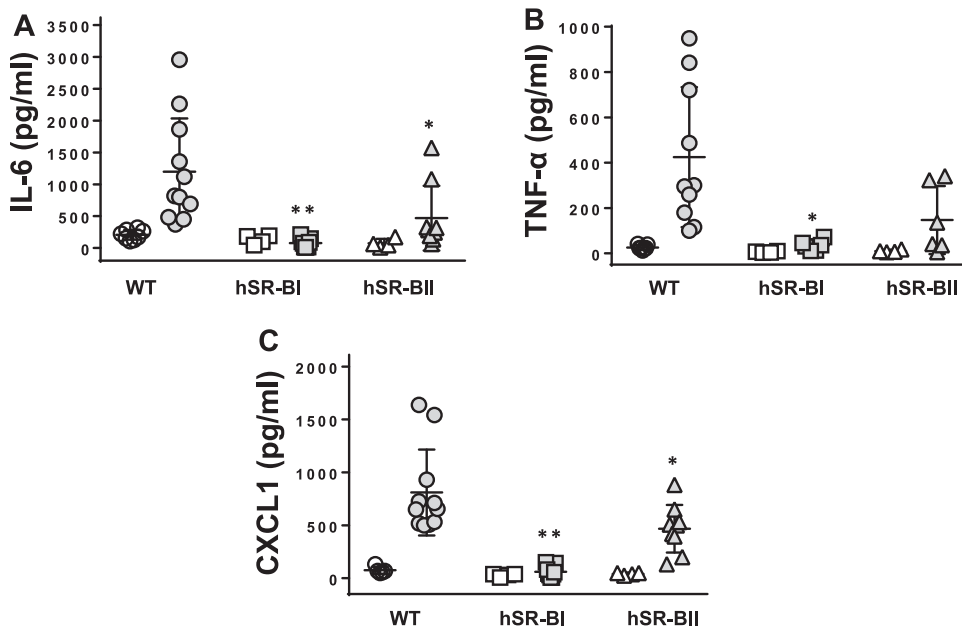 A
IL-6 (pg/ml)
3500
3000
2500
2000
1500
1000
500
0
**
*
WT
hSR-BI
hSR-BII
B
TNF-α (pg/ml)
1000
800
600
400
200
0
*
WT
hSR-BI
hSR-BII
C
CXCL1 (pg/ml)
2000
1500
1000
500
0
**
*
WT
hSR-BI
hSR-BII